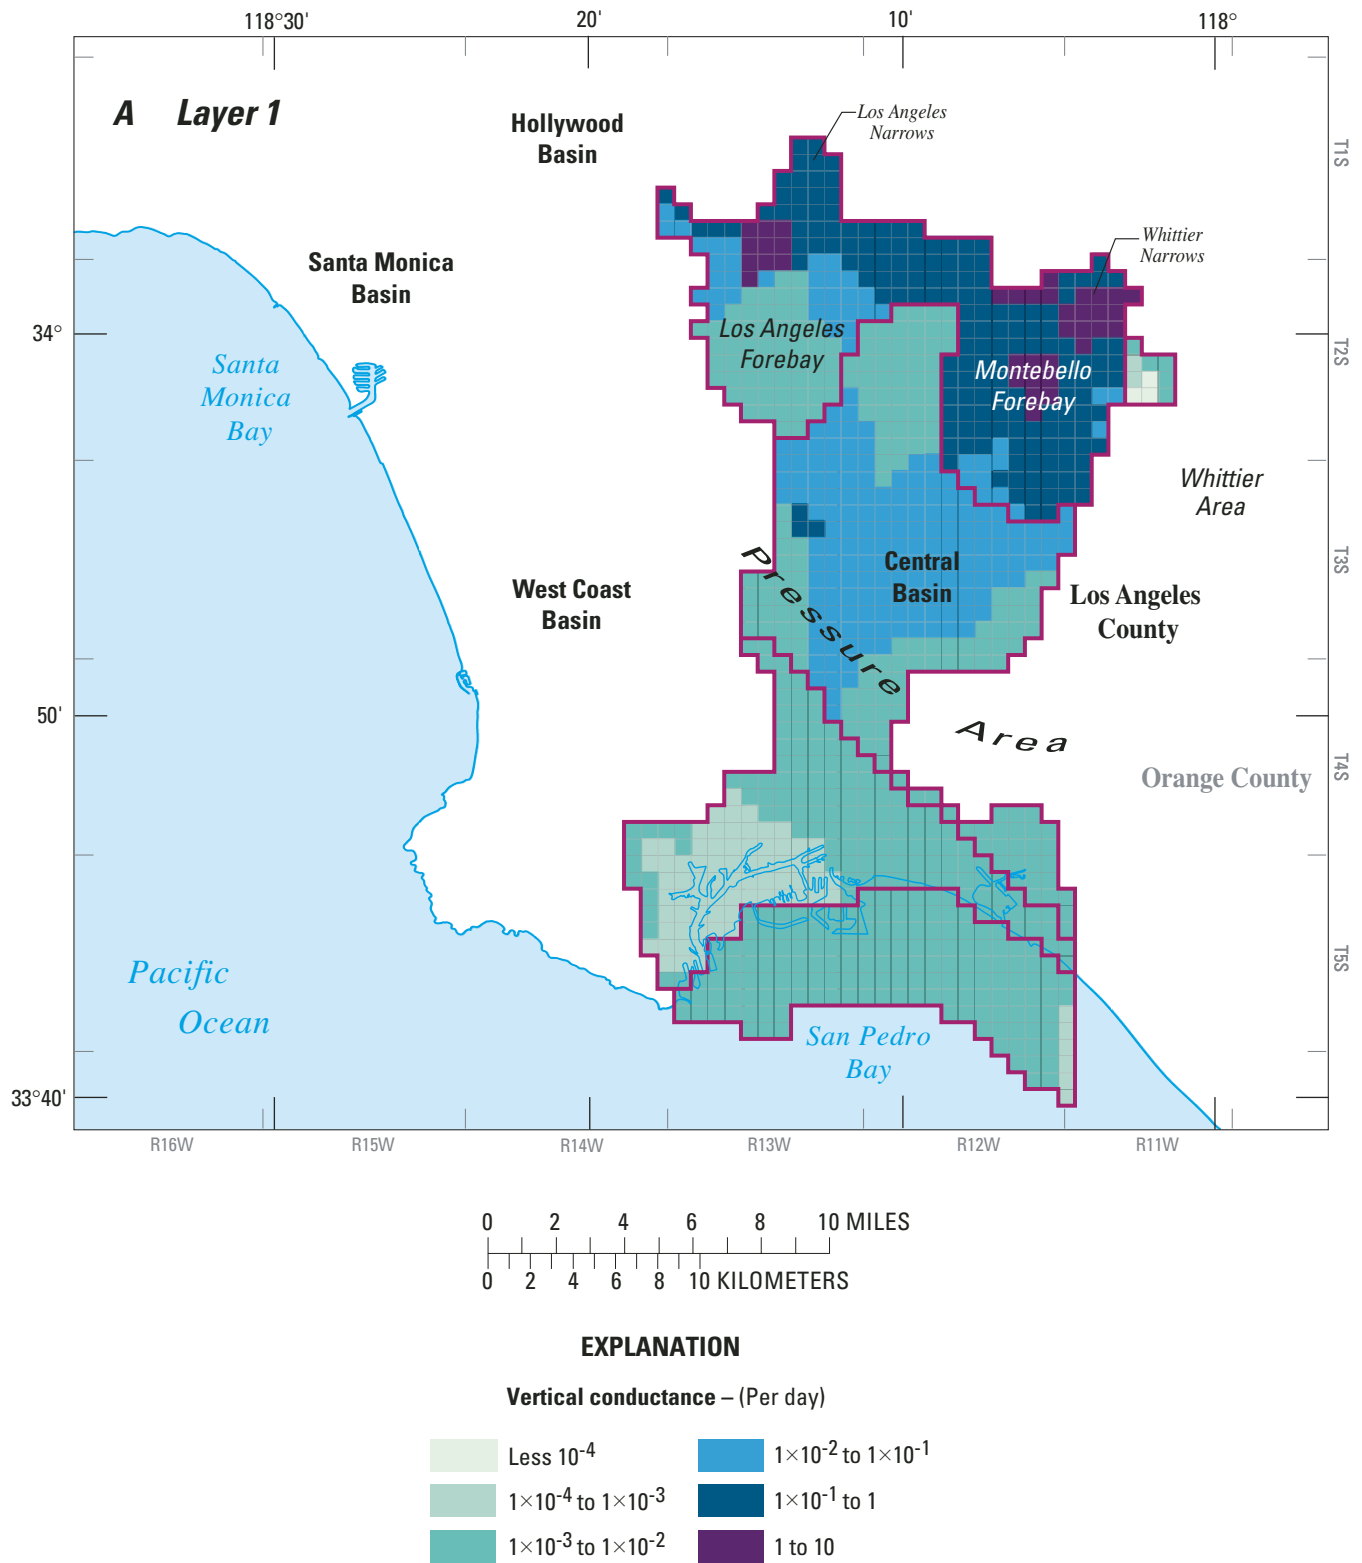 118°30'
20'
10'
118°
A Layer 1
Hollywood
Basin
Los Angeles
Narrows
T1S
Whittier
Narrows
Santa Monica
Basin
34°
Los Angeles
Forebay
T2S
Santa
Monica
Bay
Montebello
Forebay
Whittier
Area
T3S
Pressure
Area
Central
Basin
West Coast
Basin
Los Angeles
County
50'
T4S
Orange County
Pacific
Ocean
T5S
San Pedro
Bay
33°40'
R16W
R15W
R14W
R13W
R12W
R11W
0 2 4 6 8 10 MILES
0 2 4 6 8 10 KILOMETERS
EXPLANATION
Vertical conductance – (Per day)
Less 10⁻⁴
1×10⁻⁴ to 1×10⁻³
1×10⁻³ to 1×10⁻²
1×10⁻² to 1×10⁻¹
1×10⁻¹ to 1
1 to 10